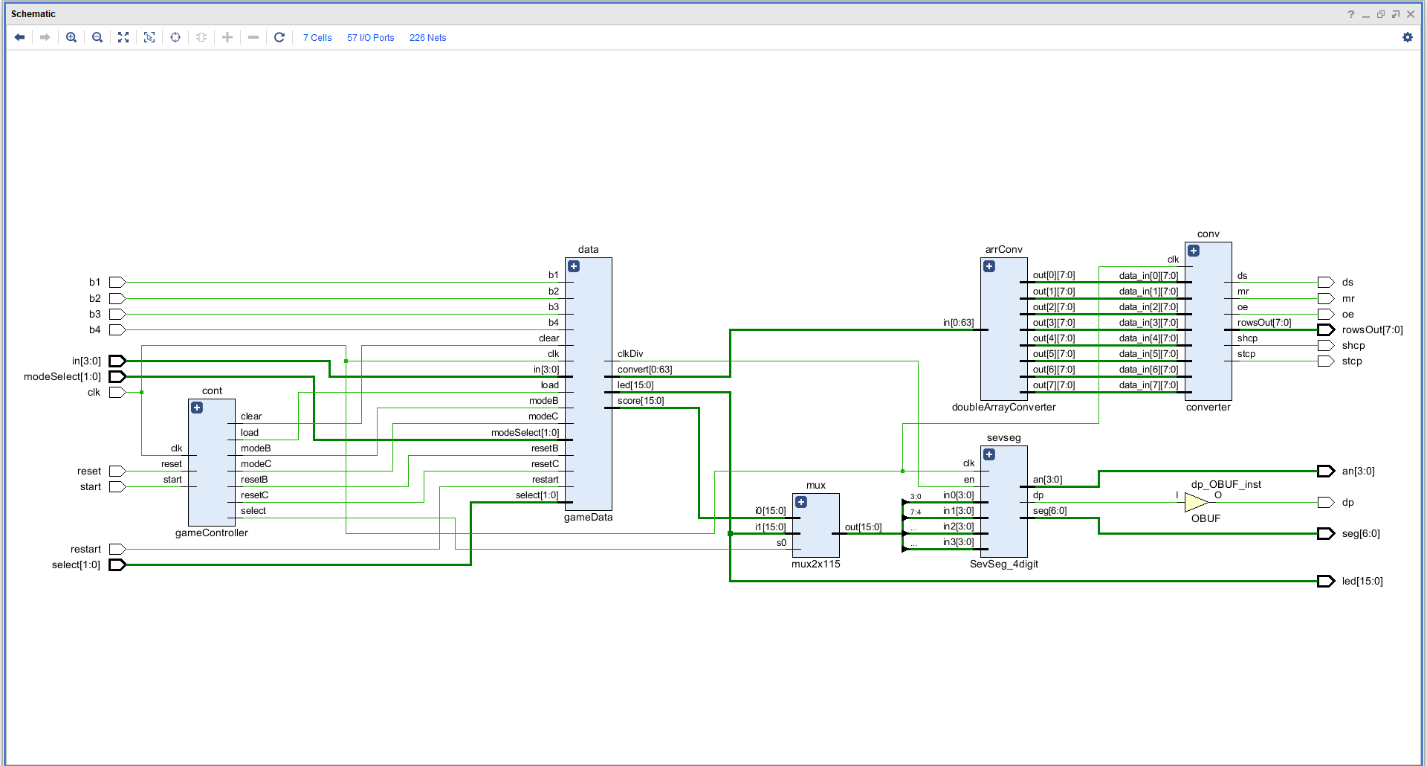 Schematic
7 Cells 57 I/O Ports 226 Nets
b1
b2
b3
b4
in[3:0]
modeSelect[1:0]
clk
reset
start
restart
select[1:0]
cont
clk
reset
start
clear
load
modeB
modeC
resetB
resetC
select
gameController
data
b1
b2
b3
b4
clear
clk
in[3:0]
load
modeB
modeC
modeSelect[1:0]
resetB
resetC
restart
select[1:0]
clkDiv
convert[0:63]
led[15:0]
score[15:0]
gameData
mux
i0[15:0]
i1[15:0]
s0
out[15:0]
mux2x115
arrConv
in[0:63]
out[0][7:0]
out[1][7:0]
out[2][7:0]
out[3][7:0]
out[4][7:0]
out[5][7:0]
out[6][7:0]
out[7][7:0]
doubleArrayConverter
conv
clk
data_in[0][7:0]
data_in[1][7:0]
data_in[2][7:0]
data_in[3][7:0]
data_in[4][7:0]
data_in[5][7:0]
data_in[6][7:0]
data_in[7][7:0]
ds
mr
oe
rowsOut[7:0]
shcp
stcp
converter
sevseg
clk
en
3:0
in0[3:0]
7:4
in1[3:0]
...
in2[3:0]
...
in3[3:0]
an[3:0]
dp
seg[6:0]
SevSeg_4digit
dp_OBUF_inst
I
O
OBUF
ds
mr
oe
rowsOut[7:0]
shcp
stcp
an[3:0]
dp
seg[6:0]
led[15:0]